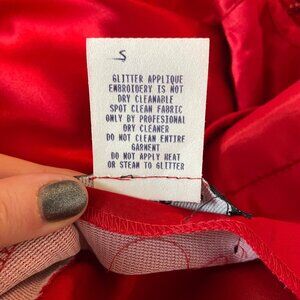 S
GLITTER APPLIQUE
EMBROIDERY IS NOT
DRY CLEANABLE
SPOT CLEAN FABRIC
ONLY BY PROFESIONAL
DRY CLEANER
DO NOT CLEAN ENTIRE
GARMENT
DO NOT APPLY HEAT
OR STEAM TO GLITTER